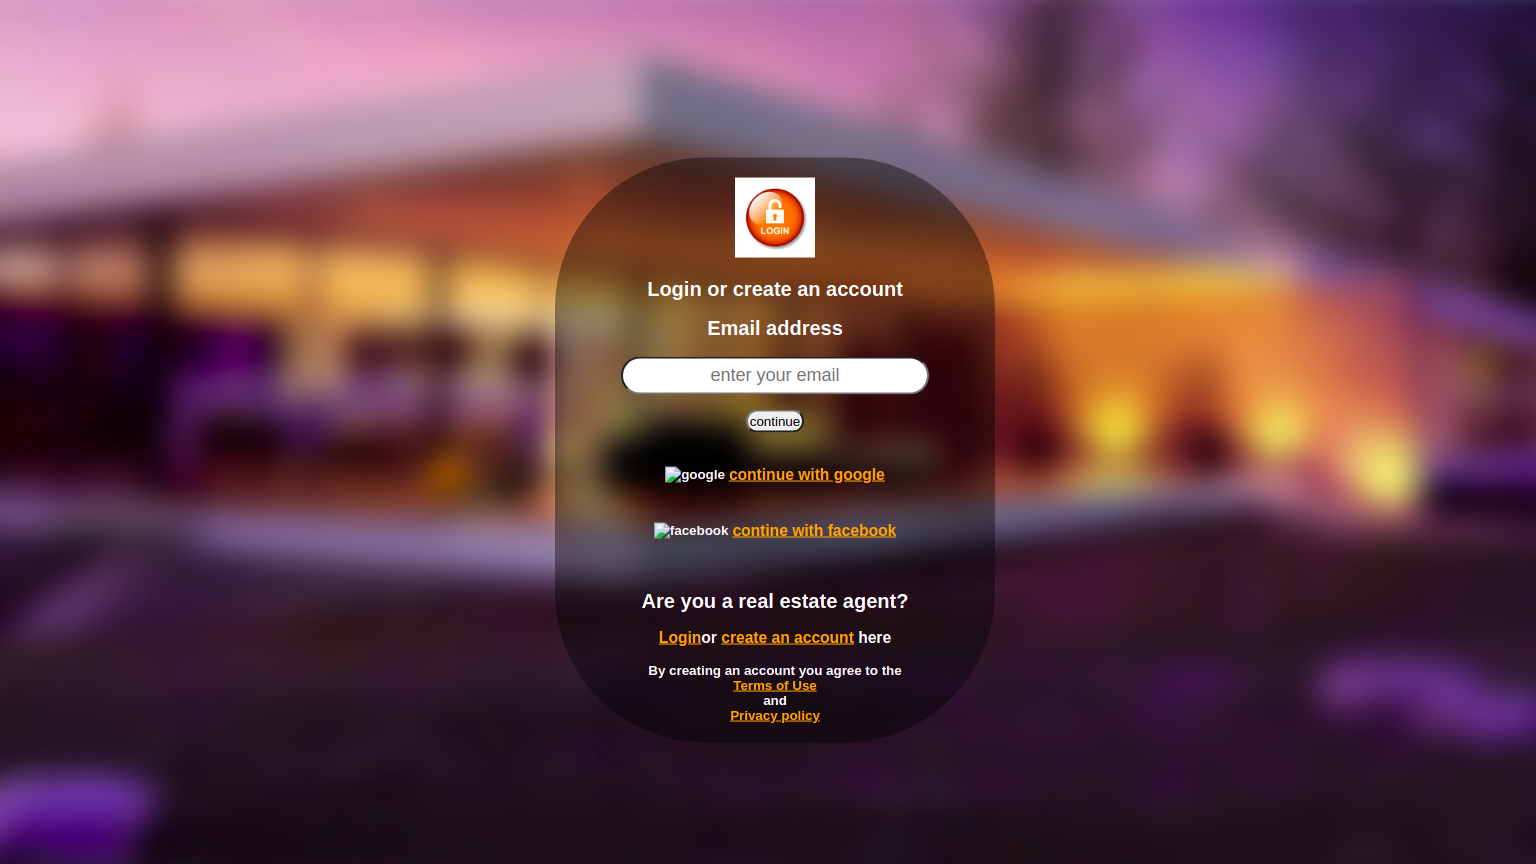 LOGIN
Login or create an account
Email address
enter your email
continue
google continue with google
facebook contine with facebook
Are you a real estate agent?
Loginor create an account here
By creating an account you agree to the
Terms of Use
and
Privacy policy